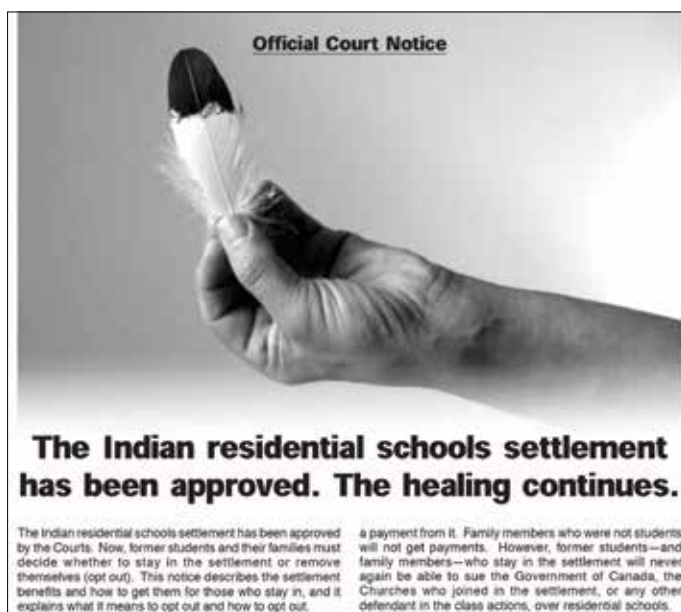 Official Court Notice
The Indian residential schools settlement
has been approved. The healing continues.
The Indian residential schools settlement has been approved
by the Courts. Now, former students and their families must
decide whether to stay in the settlement or remove
themselves (opt out). This notice describes the settlement
benefits and how to get them for those who stay in, and it
explains what it means to opt out and how to opt out.
a payment from it. Family members who were not students
will not get payments. However, former students—and
family members—who stay in the settlement will never
again be able to sue the Government of Canada, the
Churches who joined in the settlement, or any other
defendant in the class actions, over residential schools.